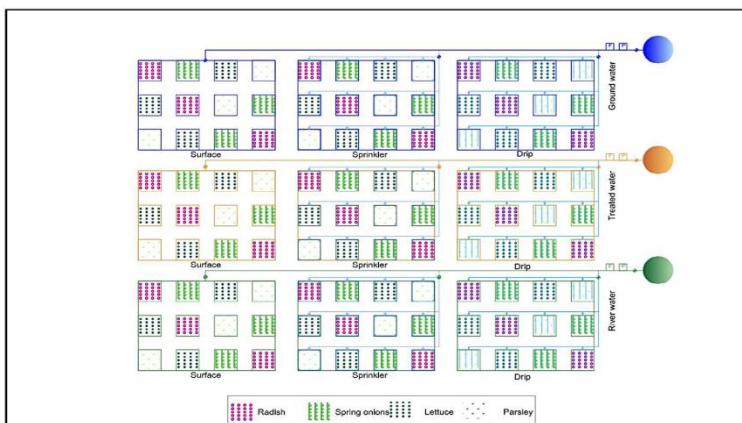 P P
Ground water
Surface Sprinkler Drip
P P
Treated water
Surface Sprinkler Drip
P P
River water
Surface Sprinkler Drip
Radish Spring onions Lettuce Parsley